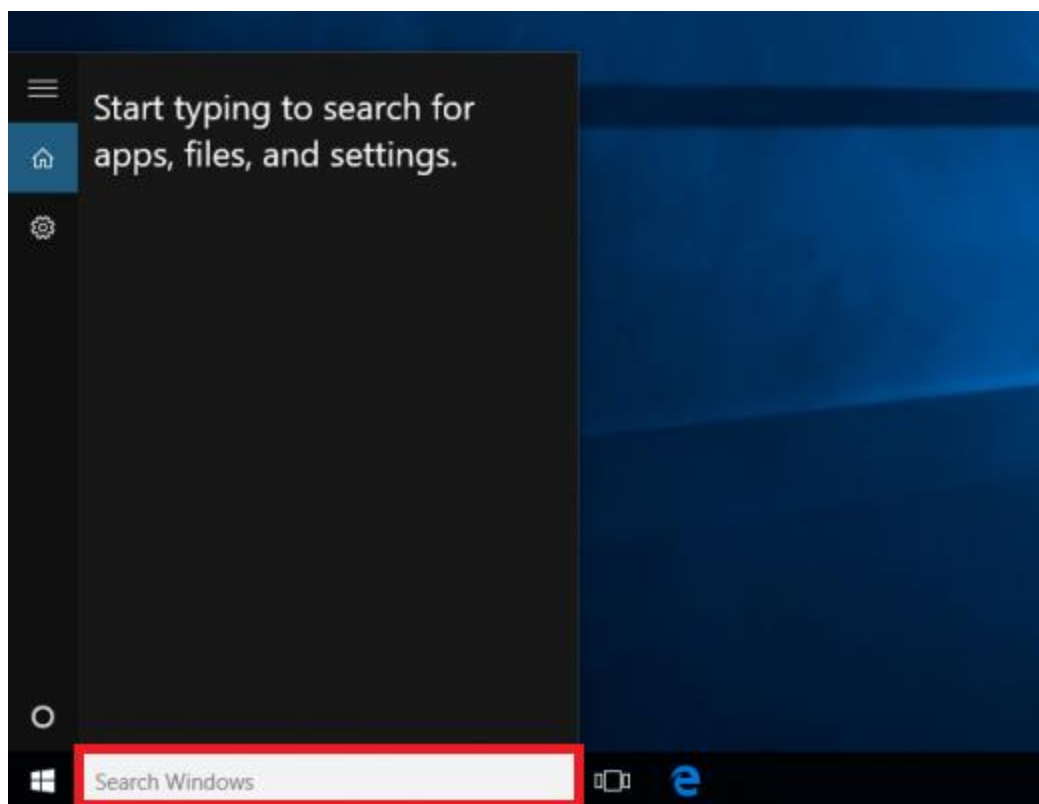 Start typing to search for
apps, files, and settings.
Search Windows